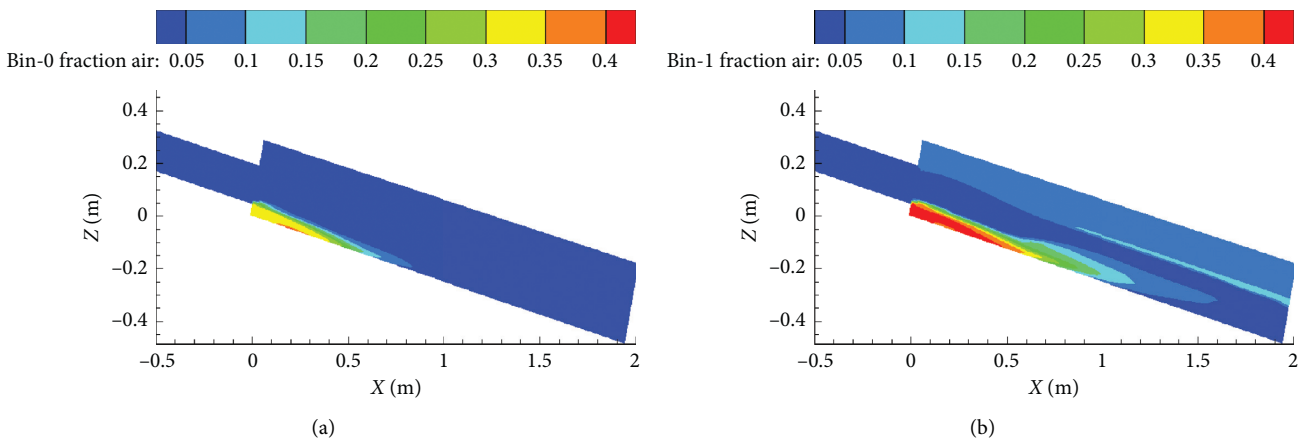 Bin-0 fraction air: 0.05 0.1 0.15 0.2 0.25 0.3 0.35 0.4
0.4
0.2
0
–0.2
–0.4
Z (m)
–0.5 0 0.5 1 1.5 2
X (m)
(a)
Bin-1 fraction air: 0.05 0.1 0.15 0.2 0.25 0.3 0.35 0.4
0.4
0.2
0
–0.2
–0.4
Z (m)
–0.5 0 0.5 1 1.5 2
X (m)
(b)